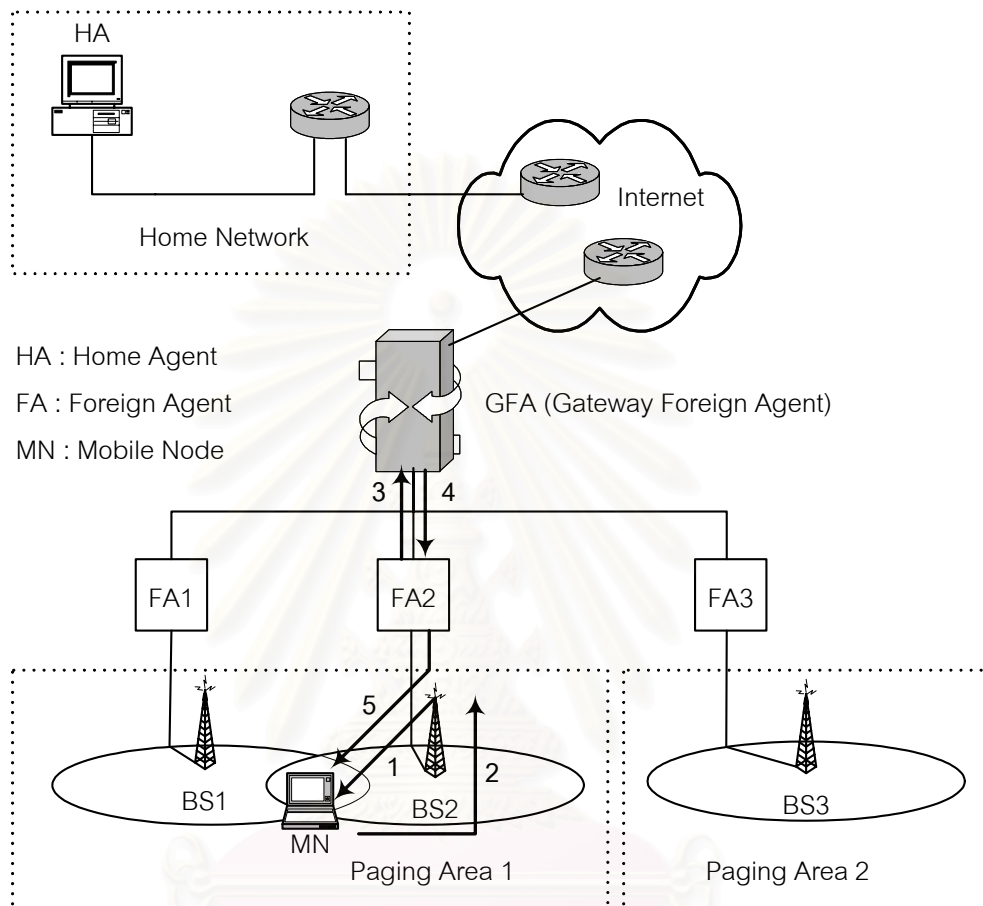 HA
Home Network
Internet
HA : Home Agent
FA : Foreign Agent
MN : Mobile Node
GFA (Gateway Foreign Agent)
3
4
FA1
FA2
FA3
5
1
2
BS1
BS2
BS3
MN
Paging Area 1
Paging Area 2